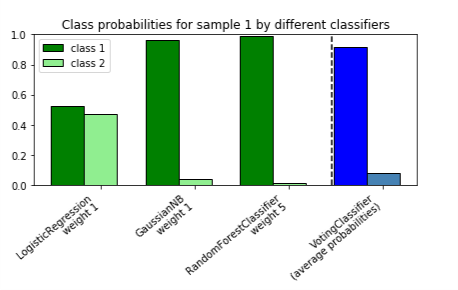 Class probabilities for sample 1 by different classifiers
1.0
0.8
0.6
0.4
0.2
0.0
class 1
class 2
LogisticRegression
weight 1
GaussianNB
weight 1
RandomForestClassifier
weight 5
VotingClassifier
(average probabilities)